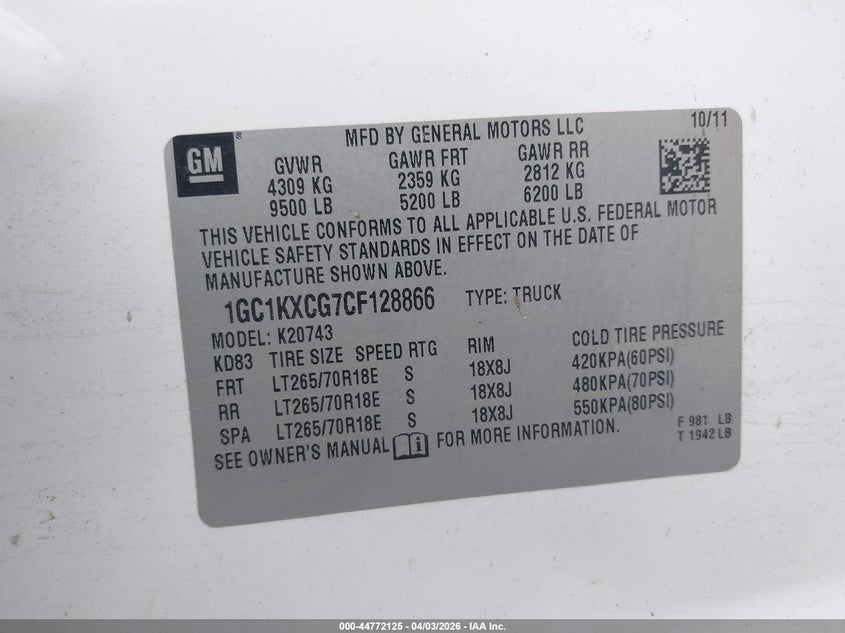 10/11
GM
MFD BY GENERAL MOTORS LLC
GVWR GAWR FRT GAWR RR
4309 KG 2359 KG 2812 KG
9500 LB 5200 LB 6200 LB
THIS VEHICLE CONFORMS TO ALL APPLICABLE U.S. FEDERAL MOTOR
VEHICLE SAFETY STANDARDS IN EFFECT ON THE DATE OF
MANUFACTURE SHOWN ABOVE.
1GC1KXCG7CF128866 TYPE: TRUCK
MODEL: K20743
KD83 TIRE SIZE SPEED RTG RIM COLD TIRE PRESSURE
FRT LT265/70R18E S 18X8J 420KPA(60PSI)
RR LT265/70R18E S 18X8J 480KPA(70PSI)
SPA LT265/70R18E S 18X8J 550KPA(80PSI)
SEE OWNER'S MANUAL FOR MORE INFORMATION.
F 981 LB
T 1942 LB
000-44772125 - 04/03/2026 - IAA Inc.